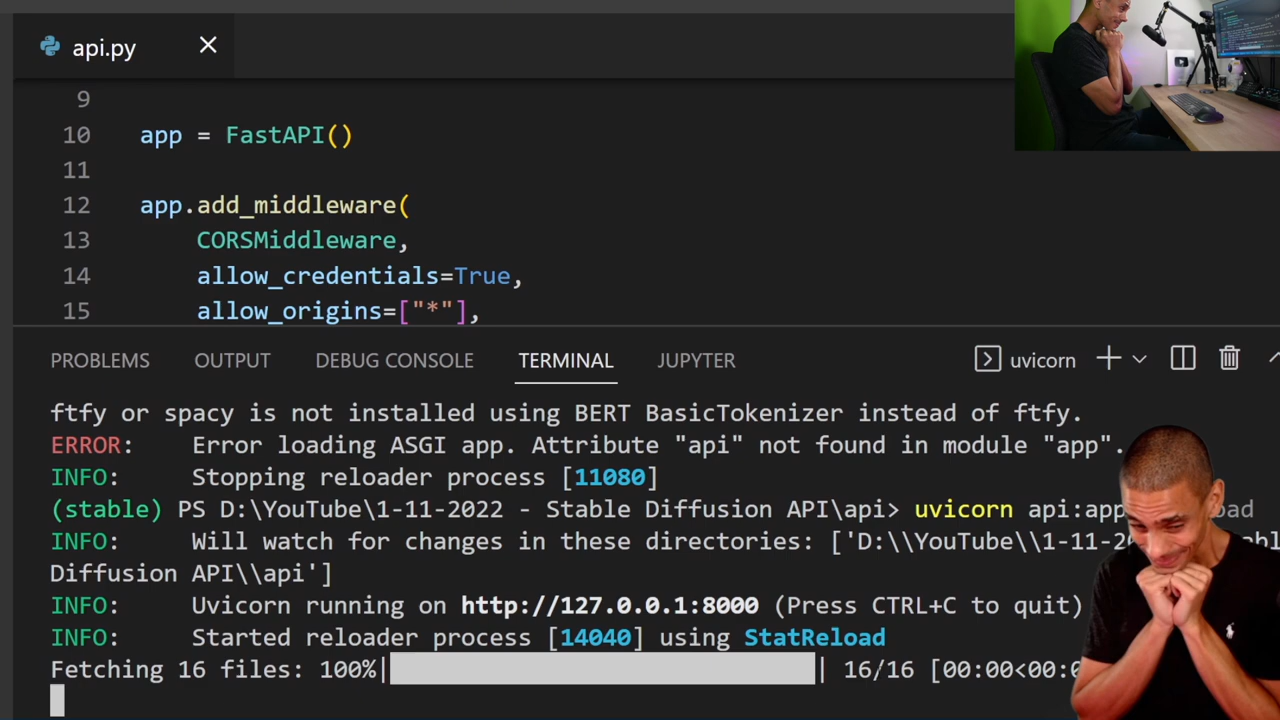 api.py
9
10 app = FastAPI()
11
12 app.add_middleware(
13 CORSMiddleware,
14 allow_credentials=True,
15 allow_origins=["*"],
PROBLEMS OUTPUT DEBUG CONSOLE TERMINAL JUPYTER uvicorn
ftfy or spacy is not installed using BERT BasicTokenizer instead of ftfy.
ERROR: Error loading ASGI app. Attribute "api" not found in module "app".
INFO: Stopping reloader process [11080]
(stable) PS D:\YouTube\1-11-2022 - Stable Diffusion API\api> uvicorn api:app
INFO: Will watch for changes in these directories: ['D:\\YouTube\\1-11-
Diffusion API\\api']
INFO: Uvicorn running on http://127.0.0.1:8000 (Press CTRL+C to quit)
INFO: Started reloader process [14040] using StatReload
Fetching 16 files: 100%| | 16/16 [00:00<00: